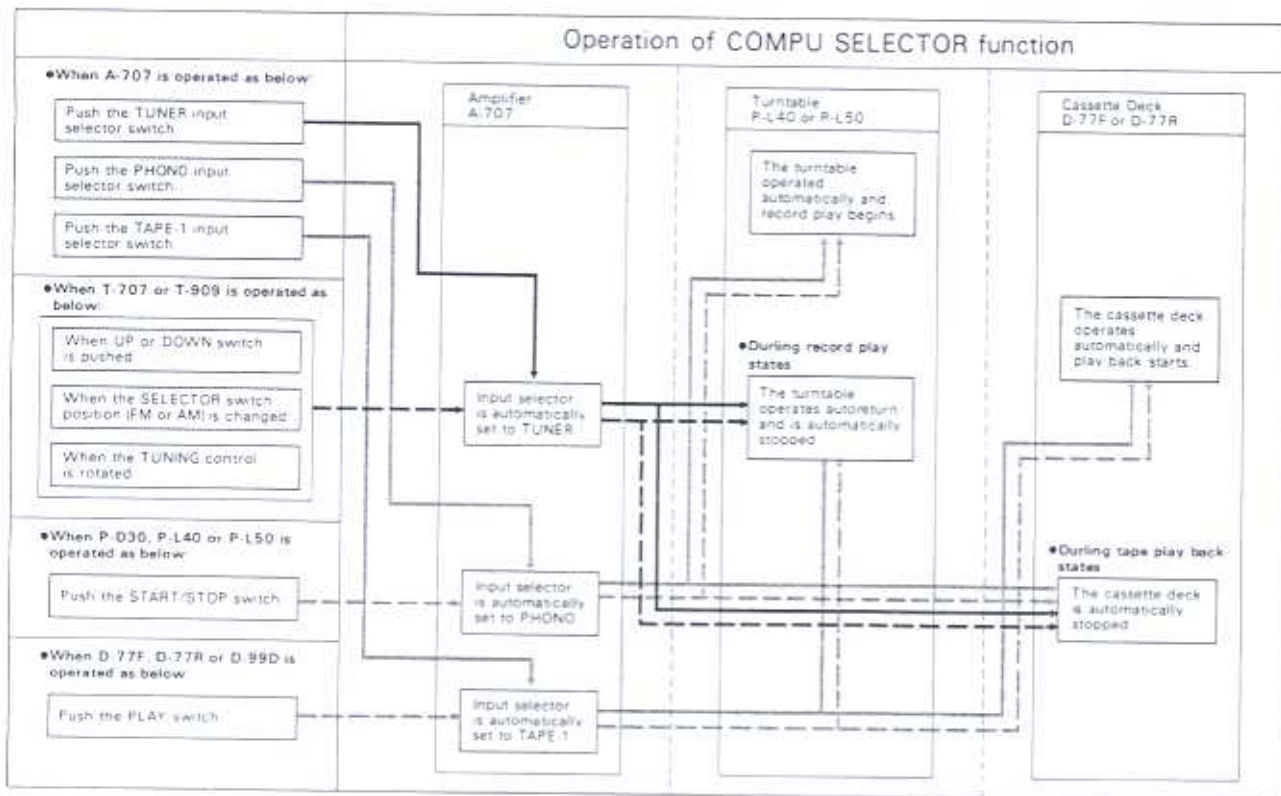 Operation of COMPU SELECTOR function
●When A-707 is operated as below:
Push the TUNER input
selector switch
Push the PHONO input
selector switch
Push the TAPE-1 input
selector switch
●When T-707 or T-909 is operated as
below:
When UP or DOWN switch
is pushed
When the SELECTOR switch
position (FM or AM) is changed
When the TUNING control
is rotated
●When P-D30, P-L40 or P-L50 is
operated as below
Push the START/STOP switch
●When D-77F, D-77R or D-99D is
operated as below
Push the PLAY switch
Amplifier
A-707
Input selector
is automatically
set to TUNER
Input selector
is automatically
set to PHONO
Input selector
is automatically
set to TAPE-1
Turntable
P-L40 or P-L50
The turntable
operated
automatically and
record play begins
●Durling record play
states
The turntable
operates autoreturn
and is automatically
stopped
Cassette Deck
D-77F or D-77R
The cassette deck
operates
automatically and
play back starts.
●Durling tape play back
states
The cassette deck
is automatically
stopped